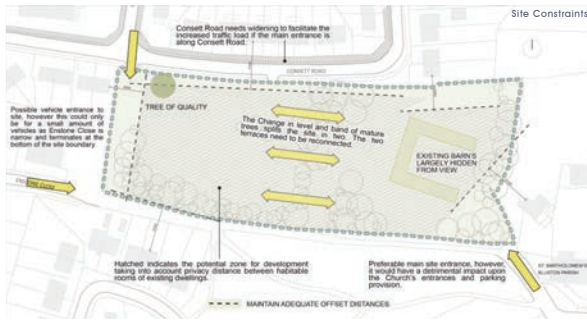 Site Constraints
Consett Road needs widening to facilitate the
increased traffic load if the main entrance is
along Consett Road.
CONSETT ROAD
TREE OF QUALITY
Possible vehicle entrance to
site, however this could only
be for a small amount of
vehicles as Enstone Close is
narrow and terminates at the
bottom of the site boundary.
The Change in level and band of mature
trees splits the site in two. The two
terraces need to be reconnected.
EXISTING BARN'S
LARGELY HIDDEN
FROM VIEW.
Hatched indicates the potential zone for development
taking into account privacy distance between habitable
rooms of existing dwellings.
Preferable main site entrance, however,
it would have a detrimental impact upon
the Church's entrances and parking
provision.
ST BARTHOLOMEW'S
MAINTAIN ADEQUATE OFFSET DISTANCES